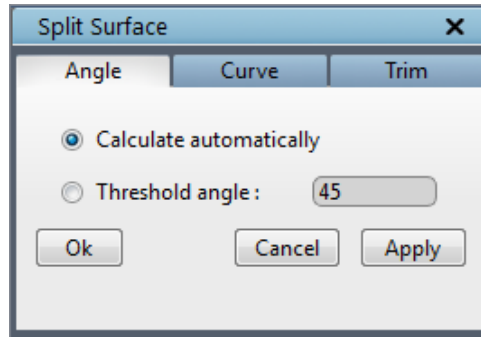 Split Surface
Angle Curve Trim
Calculate automatically
Threshold angle : 45
Ok Cancel Apply